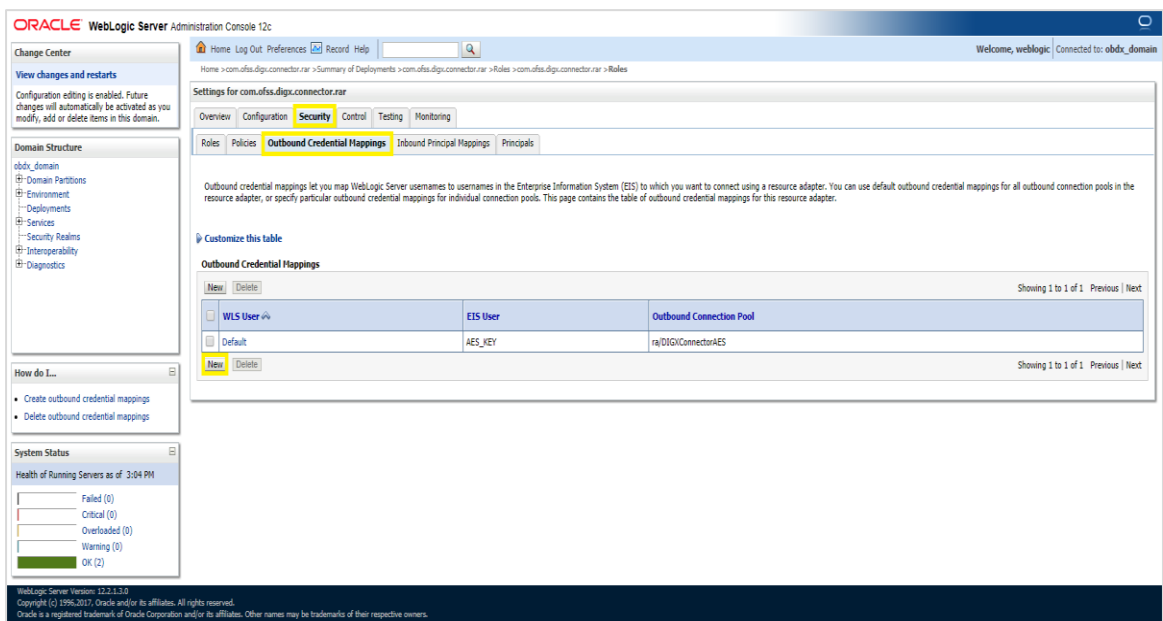 ORACLE WebLogic Server Administration Console 12c
Change Center
View changes and restarts
Configuration editing is enabled. Future
changes will automatically be activated as you
modify, add or delete items in this domain.
Domain Structure
obdx_domain
Domain Partitions
Environment
Deployments
Services
Security Realms
Interoperability
Diagnostics
How do I...
Create outbound credential mappings
Delete outbound credential mappings
System Status
Health of Running Servers as of 3:04 PM
Failed (0)
Critical (0)
Overloaded (0)
Warning (0)
OK (2)
Home Log Out Preferences Record Help
Welcome, weblogic Connected to: obdx_domain
Home >com.ofss.digx.connector.rar >Summary of Deployments >com.ofss.digx.connector.rar >Roles >com.ofss.digx.connector.rar >Roles
Settings for com.ofss.digx.connector.rar
Overview Configuration Security Control Testing Monitoring
Roles Policies Outbound Credential Mappings Inbound Principal Mappings Principals
Outbound credential mappings let you map WebLogic Server usernames to usernames in the Enterprise Information System (EIS) to which you want to connect using a resource adapter. You can use default outbound credential mappings for all outbound connection pools in the
resource adapter, or specify particular outbound credential mappings for individual connection pools. This page contains the table of outbound credential mappings for this resource adapter.
Customize this table
Outbound Credential Mappings
New Delete Showing 1 to 1 of 1 Previous | Next
WLS User EIS User Outbound Connection Pool
Default AES_KEY ra/DIGXConnectorAES
New Delete Showing 1 to 1 of 1 Previous | Next
WebLogic Server Version: 12.2.1.3.0
Copyright (c) 1996,2017, Oracle and/or its affiliates. All rights reserved.
Oracle is a registered trademark of Oracle Corporation and/or its affiliates. Other names may be trademarks of their respective owners.